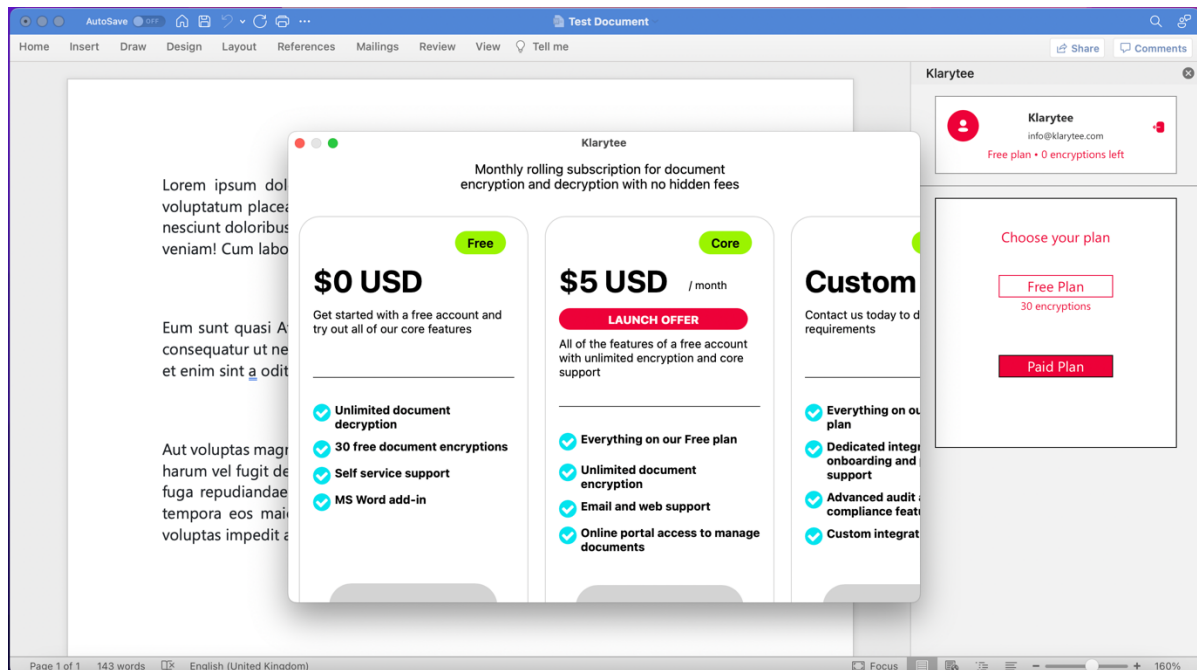 AutoSave OFF
Test Document
Home Insert Draw Design Layout References Mailings Review View Tell me
Share Comments
Lorem ipsum dol
voluptatum placea
nesciunt doloribus
veniam! Cum labo
Eum sunt quasi A
consequatur ut ne
et enim sint a odit
Aut voluptas magn
harum vel fugit de
fuga repudiandae
tempora eos maio
voluptas impedit a
Klarytee
Monthly rolling subscription for document
encryption and decryption with no hidden fees
Free
$0 USD
Get started with a free account and
try out all of our core features
Unlimited document
decryption
30 free document encryptions
Self service support
MS Word add-in
Core
$5 USD / month
LAUNCH OFFER
All of the features of a free account
with unlimited encryption and core
support
Everything on our Free plan
Unlimited document
encryption
Email and web support
Online portal access to manage
documents
Custom
Contact us today to d
requirements
Everything on ou
plan
Dedicated integr
onboarding and
support
Advanced audit
compliance feat
Custom integrat
Klarytee
Klarytee
info@klarytee.com
Free plan • 0 encryptions left
Choose your plan
Free Plan
30 encryptions
Paid Plan
Page 1 of 1 143 words English (United Kingdom)
Focus 160%